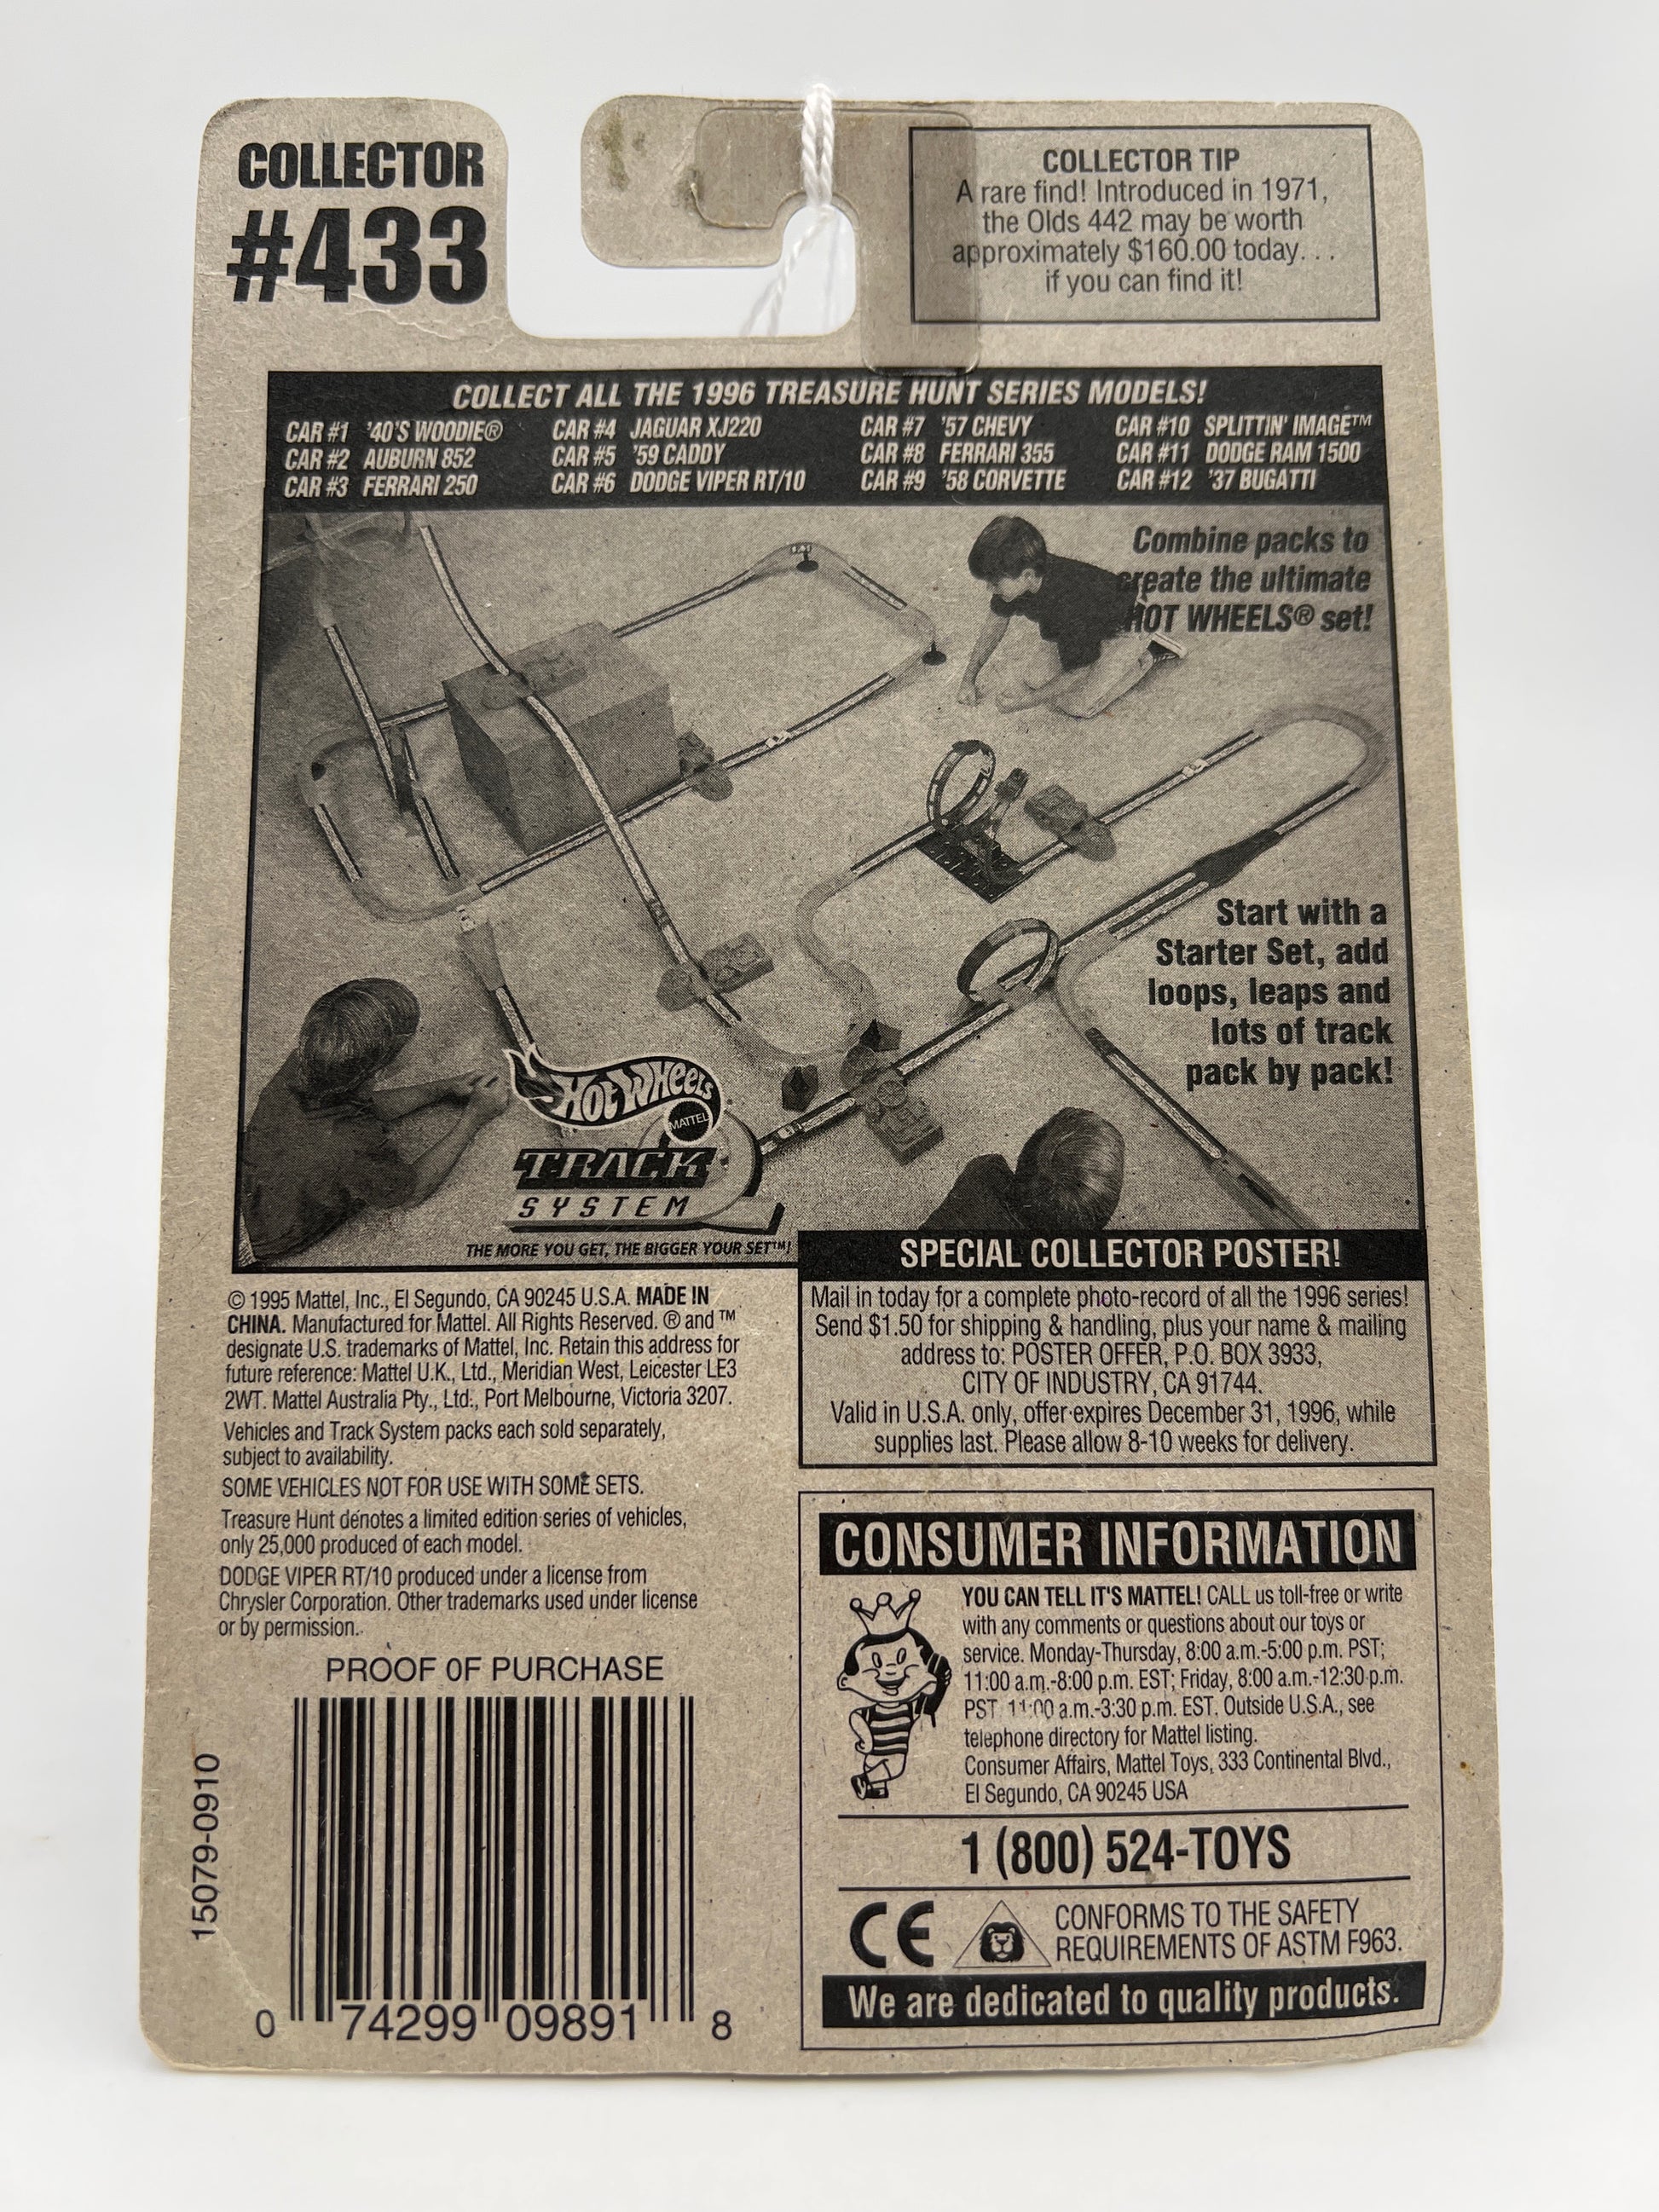 COLLECTOR
#433
COLLECTOR TIP
A rare find! Introduced in 1971,
the Olds 442 may be worth
approximately $160.00 today. . .
if you can find it!
COLLECT ALL THE 1996 TREASURE HUNT SERIES MODELS!
CAR #1 '40'S WOODIE®
CAR #2 AUBURN 852
CAR #3 FERRARI 250
CAR #4 JAGUAR XJ220
CAR #5 '59 CADDY
CAR #6 DODGE VIPER RT/10
CAR #7 '57 CHEVY
CAR #8 FERRARI 355
CAR #9 '58 CORVETTE
CAR #10 SPLITTIN' IMAGE™
CAR #11 DODGE RAM 1500
CAR #12 '37 BUGATTI
Combine packs to
create the ultimate
HOT WHEELS® set!
Start with a
Starter Set, add
loops, leaps and
lots of track
pack by pack!
HOT WHEELS
MATTEL
TRACK
SYSTEM
THE MORE YOU GET, THE BIGGER YOUR SET™!
© 1995 Mattel, Inc., El Segundo, CA 90245 U.S.A. MADE IN
CHINA. Manufactured for Mattel. All Rights Reserved. ® and ™
designate U.S. trademarks of Mattel, Inc. Retain this address for
future reference: Mattel U.K., Ltd., Meridian West, Leicester LE3
2WT. Mattel Australia Pty., Ltd., Port Melbourne, Victoria 3207.
Vehicles and Track System packs each sold separately,
subject to availability.
SOME VEHICLES NOT FOR USE WITH SOME SETS.
Treasure Hunt denotes a limited edition series of vehicles,
only 25,000 produced of each model.
DODGE VIPER RT/10 produced under a license from
Chrysler Corporation. Other trademarks used under license
or by permission.
PROOF OF PURCHASE
15079-0910
0 74299 09891 8
SPECIAL COLLECTOR POSTER!
Mail in today for a complete photo-record of all the 1996 series!
Send $1.50 for shipping & handling, plus your name & mailing
address to: POSTER OFFER, P.O. BOX 3933,
CITY OF INDUSTRY, CA 91744.
Valid in U.S.A. only, offer expires December 31, 1996, while
supplies last. Please allow 8-10 weeks for delivery.
CONSUMER INFORMATION
YOU CAN TELL IT'S MATTEL! CALL us toll-free or write
with any comments or questions about our toys or
service. Monday-Thursday, 8:00 a.m.-5:00 p.m. PST;
11:00 a.m.-8:00 p.m. EST; Friday, 8:00 a.m.-12:30 p.m.
PST, 11:00 a.m.-3:30 p.m. EST. Outside U.S.A., see
telephone directory for Mattel listing.
Consumer Affairs, Mattel Toys, 333 Continental Blvd.,
El Segundo, CA 90245 USA
1 (800) 524-TOYS
CE
CONFORMS TO THE SAFETY
REQUIREMENTS OF ASTM F963.
We are dedicated to quality products.